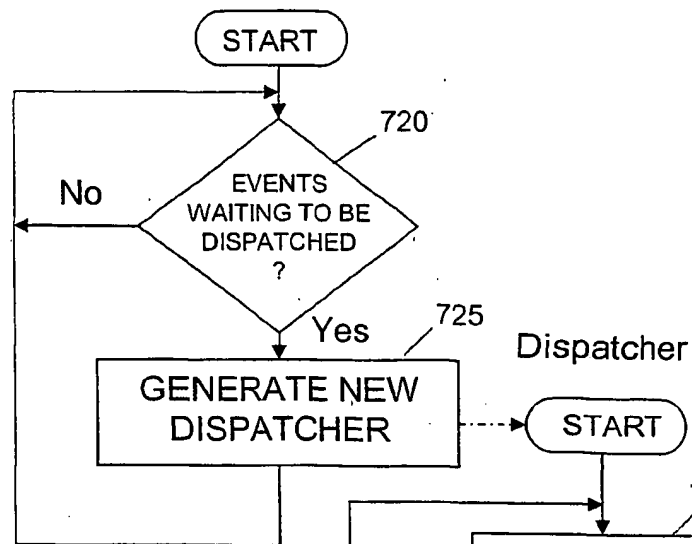 START
720
EVENTS
WAITING TO BE
DISPATCHED
?
No
Yes
725
GENERATE NEW
DISPATCHER
Dispatcher
START